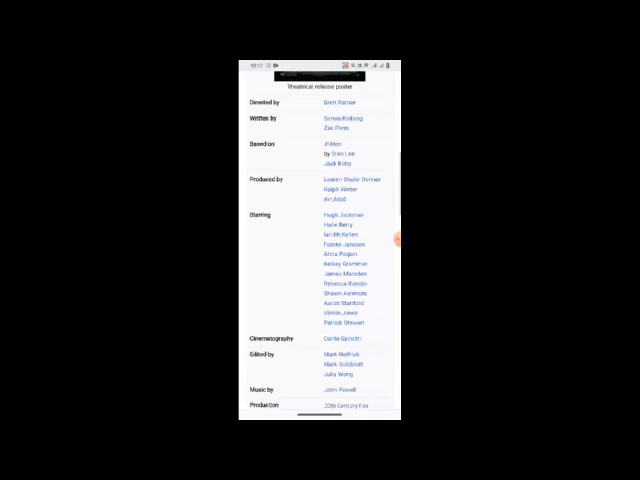 Theatrical release poster
Directed by Brett Ratner
Written by Simon Kinberg
Zak Penn
Based on X-Men
by Stan Lee
Jack Kirby
Produced by Lauren Shuler Donner
Ralph Winter
Avi Arad
Starring Hugh Jackman
Halle Berry
Ian McKellen
Famke Janssen
Anna Paquin
Kelsey Grammer
James Marsden
Rebecca Romijn
Shawn Ashmore
Aaron Stanford
Vinnie Jones
Patrick Stewart
Cinematography Dante Spinotti
Edited by Mark Helfrich
Mark Goldblatt
Julia Wong
Music by John Powell
Production 20th Century Fox